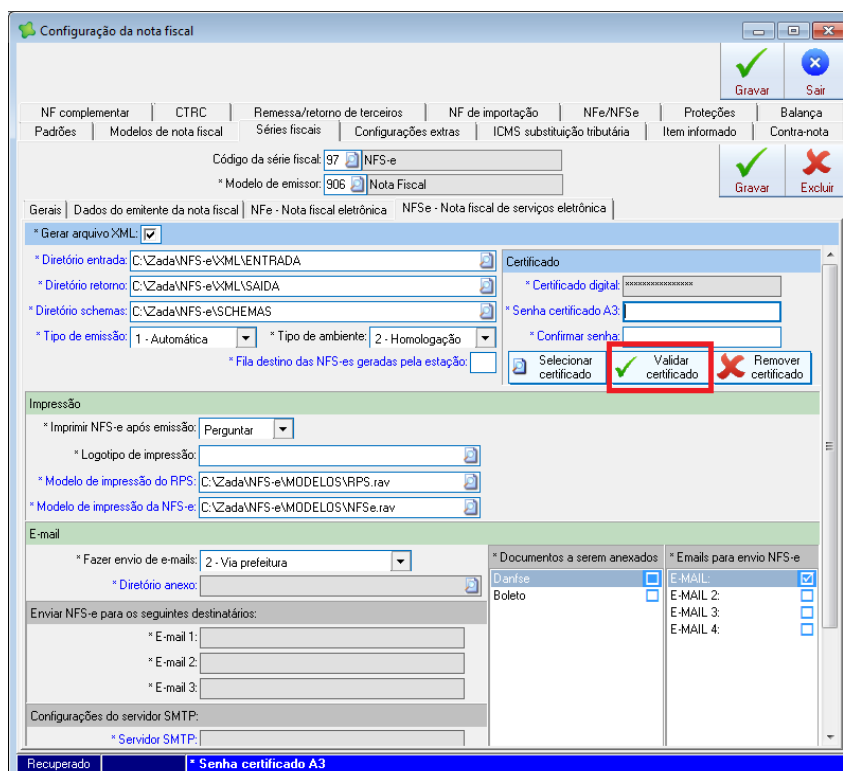 Configuração da nota fiscal
Gravar Sair
NF complementar CTRC Remessa/retorno de terceiros NF de importação NFe/NFSe Proteções Balança
Padrões Modelos de nota fiscal Séries fiscais Configurações extras ICMS substituição tributária Item informado Contra-nota
Código da série fiscal: 97 NFS-e
* Modelo de emissor: 906 Nota Fiscal
Gravar Excluir
Gerais Dados do emitente da nota fiscal NFe - Nota fiscal eletrônica NFSe - Nota fiscal de serviços eletrônica
* Gerar arquivo XML:
* Diretório entrada: C:\Zada\NFS-e\XML\ENTRADA
* Diretório retorno: C:\Zada\NFS-e\XML\SAIDA
* Diretório schemas: C:\Zada\NFS-e\SCHEMAS
* Tipo de emissão: 1 - Automática * Tipo de ambiente: 2 - Homologação
* Fila destino das NFS-es geradas pela estação:
Certificado
* Certificado digital: ****************
* Senha certificado A3:
* Confirmar senha:
Selecionar certificado
Validar certificado
Remover certificado
Impressão
* Imprimir NFS-e após emissão: Perguntar
* Logotipo de impressão:
* Modelo de impressão do RPS: C:\Zada\NFS-e\MODELOS\RPS.rav
* Modelo de impressão da NFS-e: C:\Zada\NFS-e\MODELOS\NFSe.rav
E-mail
* Fazer envio de e-mails: 2 - Via prefeitura
* Diretório anexo:
Enviar NFS-e para os seguintes destinatários:
* E-mail 1:
* E-mail 2:
* E-mail 3:
Configurações do servidor SMTP:
* Servidor SMTP:
* Documentos a serem anexados
Danfse
Boleto
* Emails para envio NFS-e
E-MAIL:
E-MAIL 2:
E-MAIL 3:
E-MAIL 4:
Recuperado * Senha certificado A3